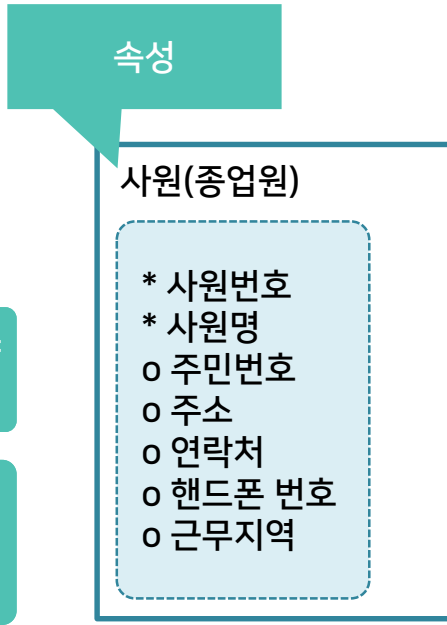 속성
사원(종업원)
* 사원번호
* 사원명
o 주민번호
o 주소
o 연락처
o 핸드폰 번호
o 근무지역